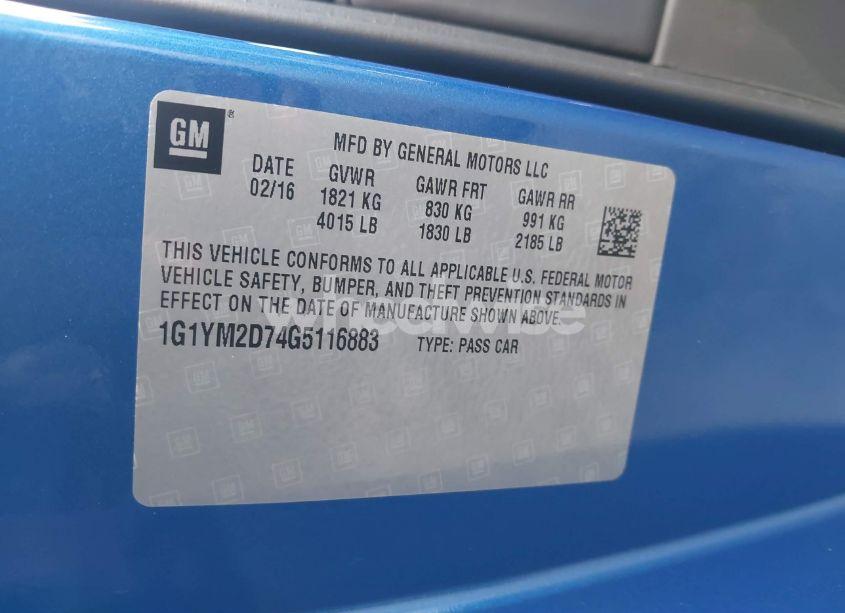 GM
MFD BY GENERAL MOTORS LLC
DATE GVWR GAWR FRT GAWR RR
02/16 1821 KG 830 KG 991 KG
4015 LB 1830 LB 2185 LB
THIS VEHICLE CONFORMS TO ALL APPLICABLE U.S. FEDERAL MOTOR
VEHICLE SAFETY, BUMPER, AND THEFT PREVENTION STANDARDS IN
EFFECT ON THE DATE OF MANUFACTURE SHOWN ABOVE.
1G1YM2D74G5116883 TYPE: PASS CAR